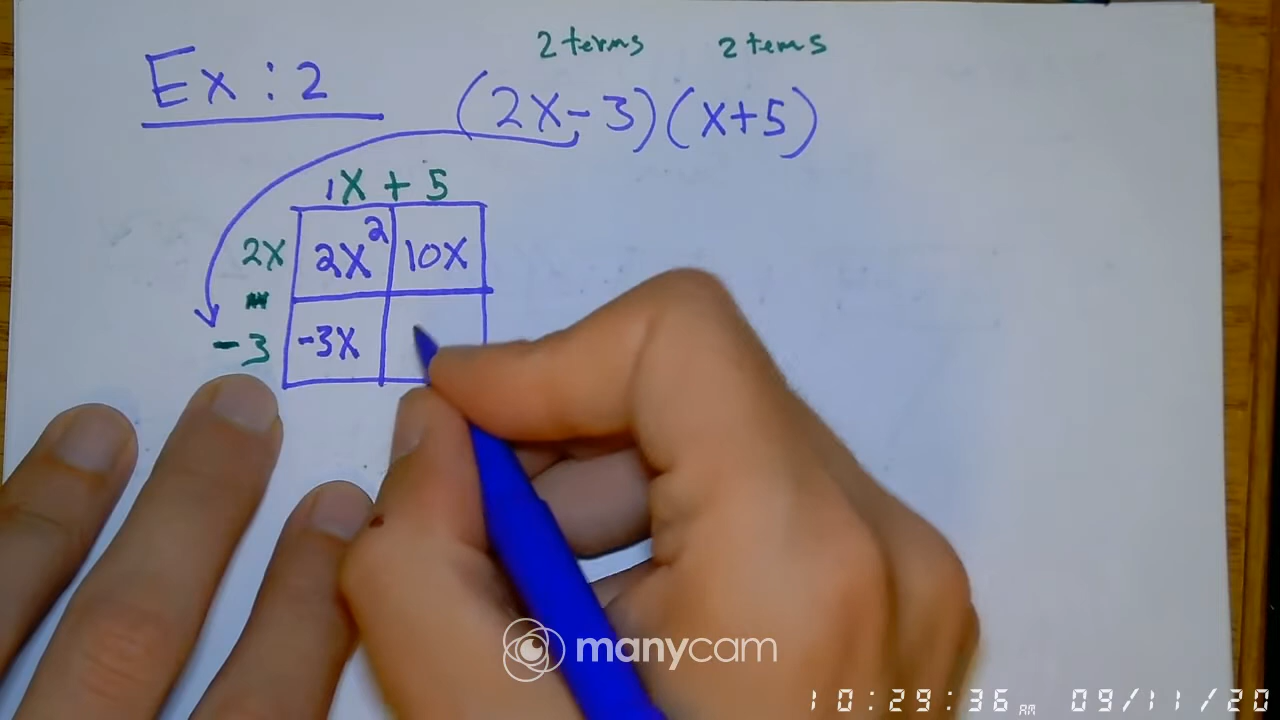 2 terms 2 tems
Ex : 2 (2x-3)(x+5)
1x + 5
2x 2x² 10x
-3 -3x
manycam
10:29:36 AM 09/11/20